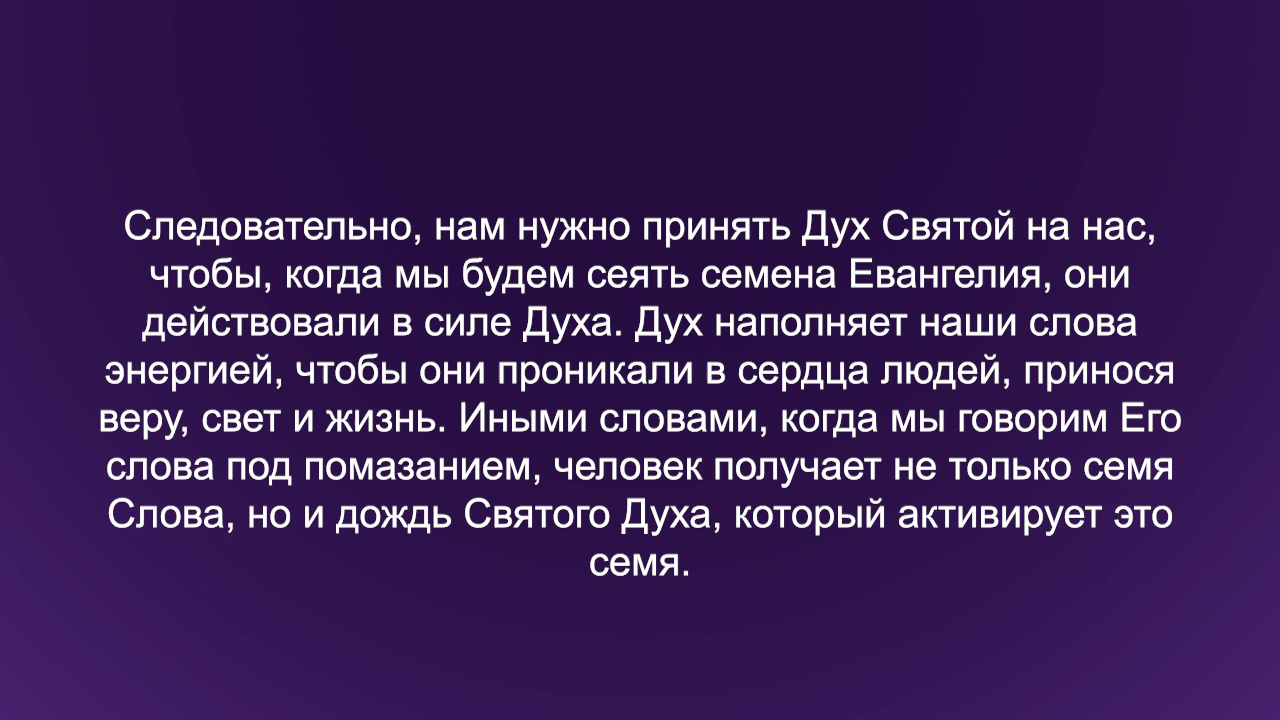 Следовательно, нам нужно принять Дух Святой на нас,
чтобы, когда мы будем сеять семена Евангелия, они
действовали в силе Духа. Дух наполняет наши слова
энергией, чтобы они проникали в сердца людей, принося
веру, свет и жизнь. Иными словами, когда мы говорим Его
слова под помазанием, человек получает не только семя
Слова, но и дождь Святого Духа, который активирует это
семя.